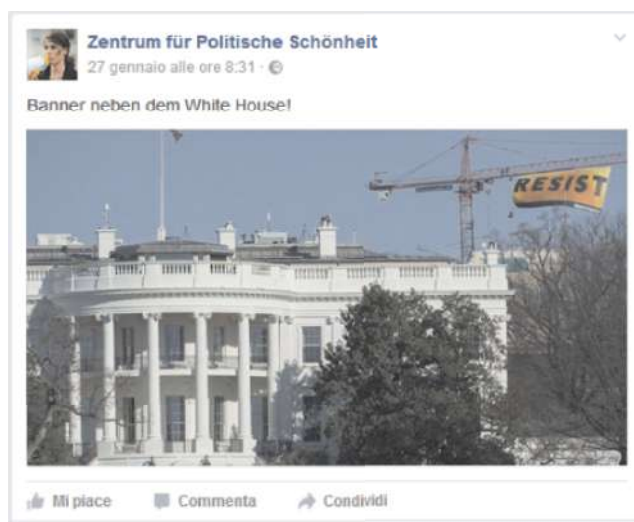 Zentrum für Politische Schönheit
27 gennaio alle ore 8:31 ·
Banner neben dem White House!
RESIST
Mi piace Commenta Condividi